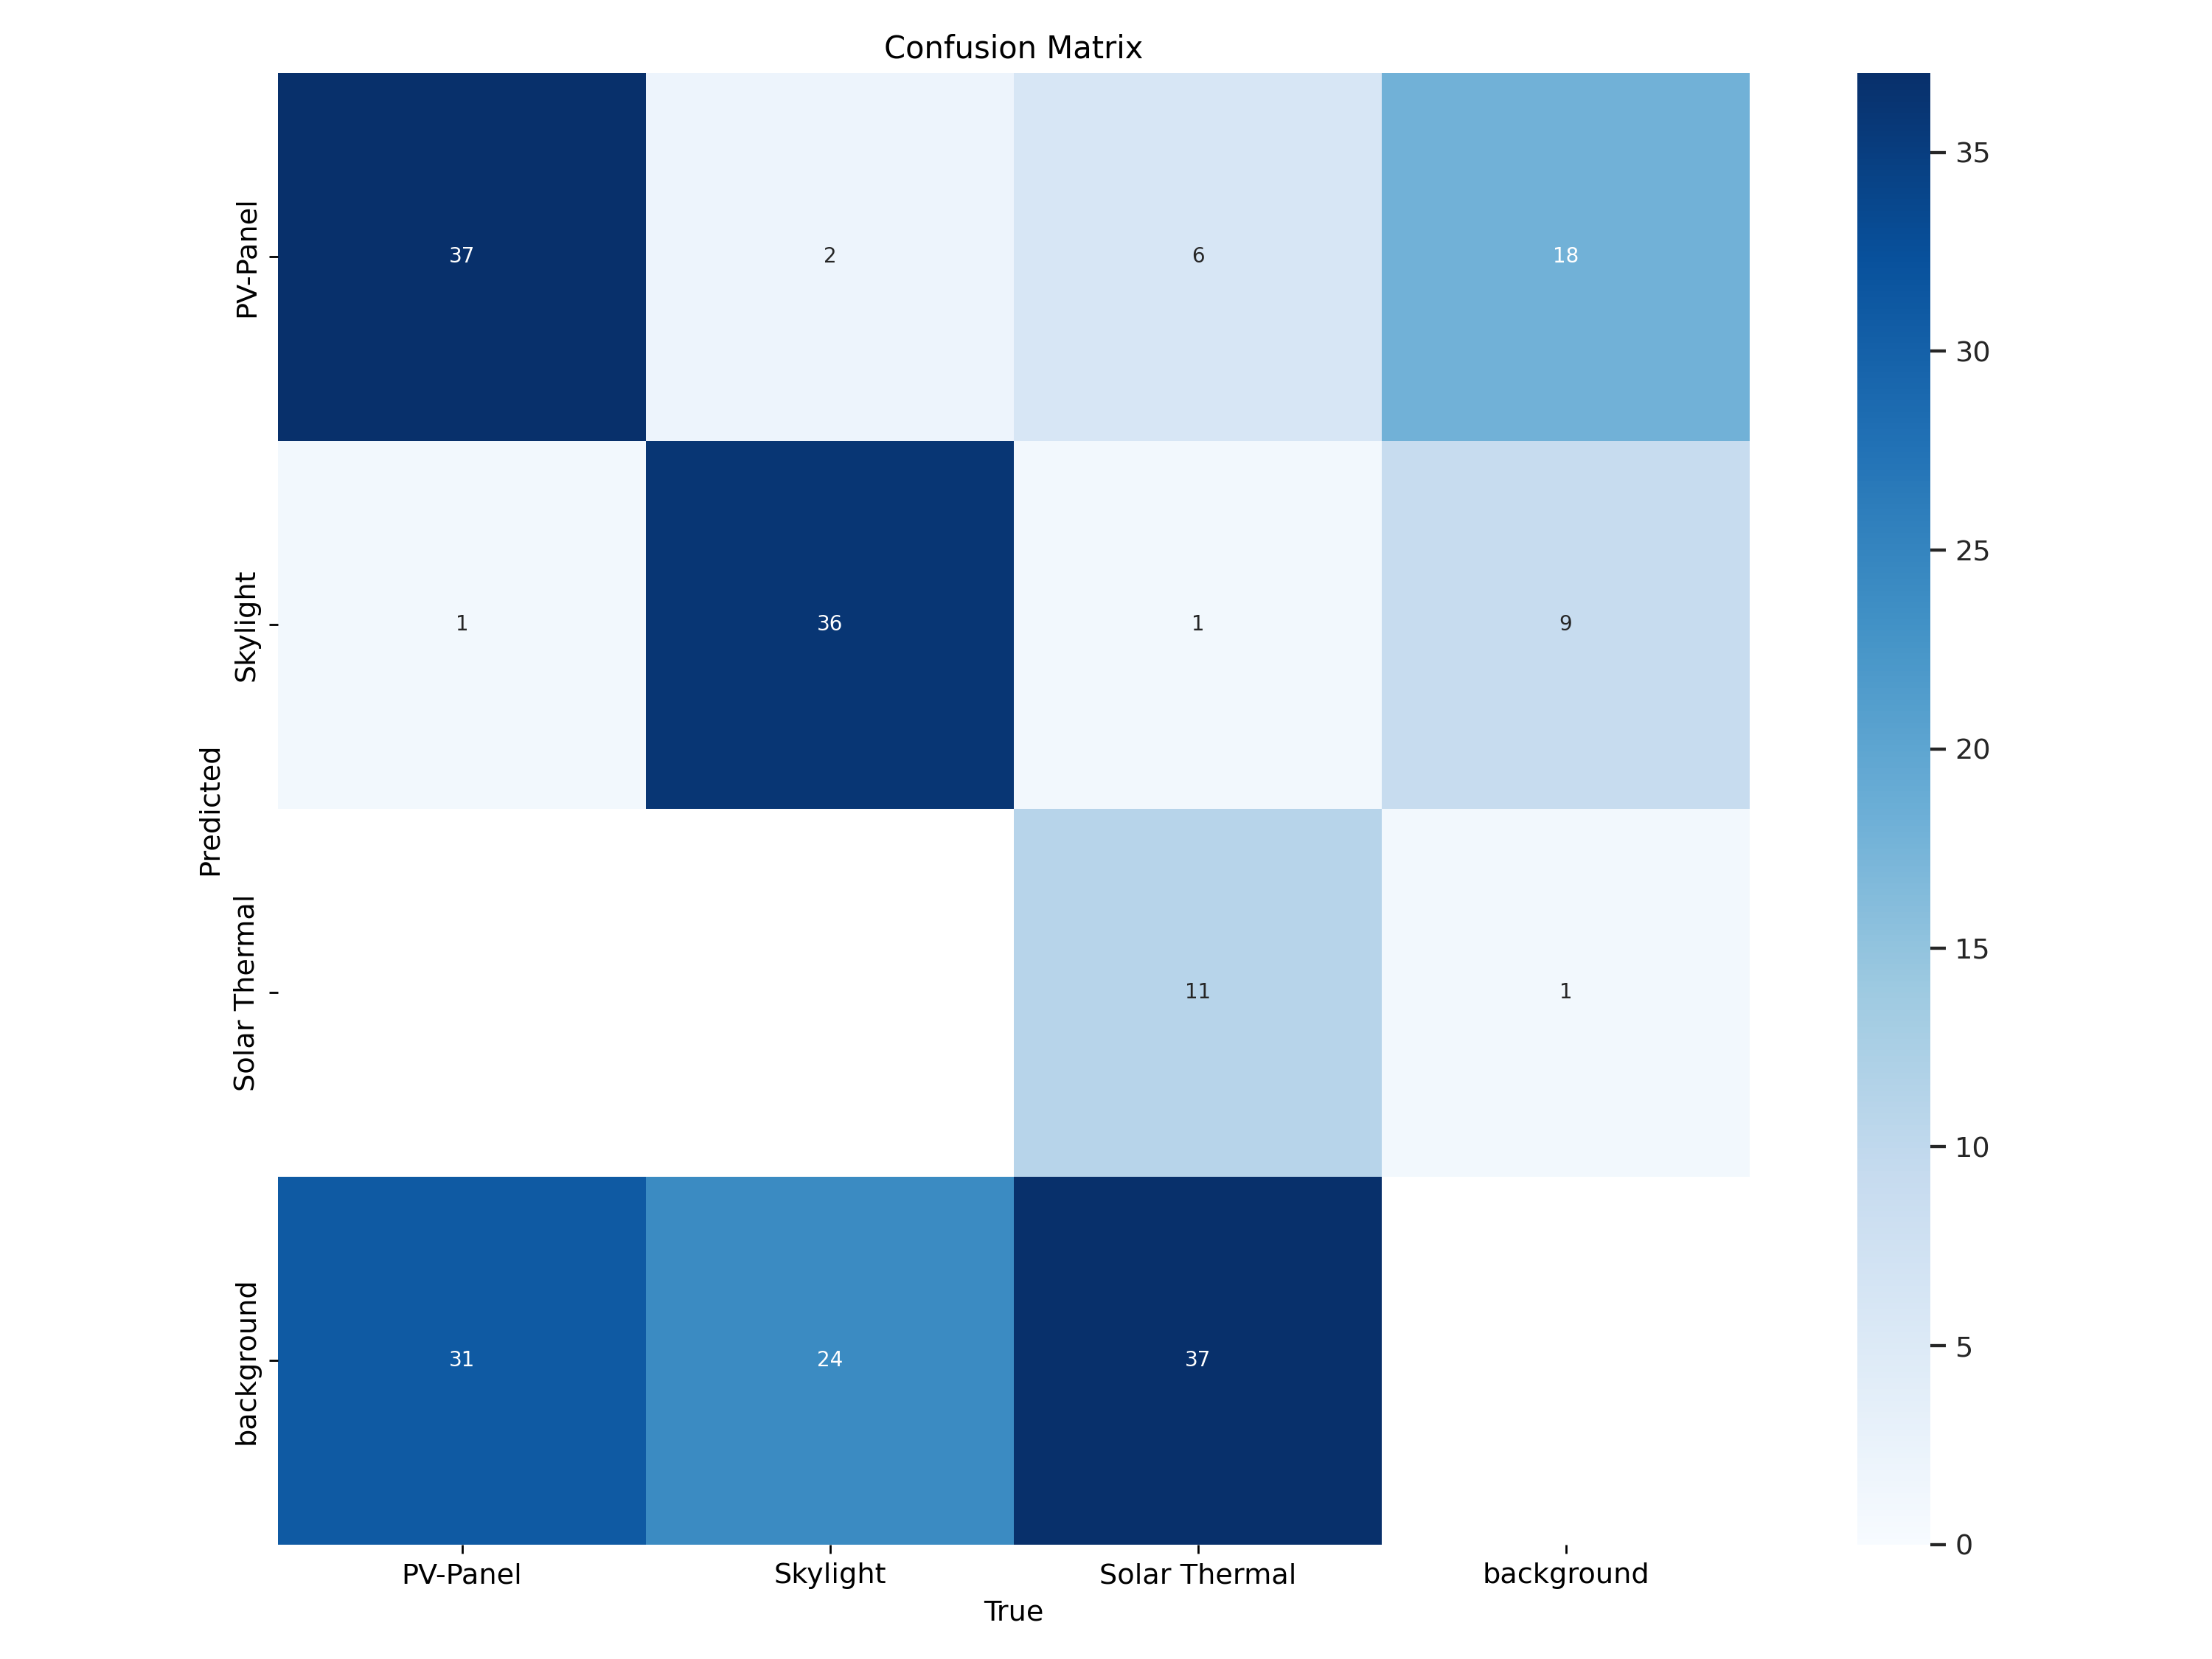 Confusion Matrix
PV-Panel
37
2
6
18
Skylight
1
36
1
9
Solar Thermal
11
1
background
31
24
37
Predicted
PV-Panel
Skylight
Solar Thermal
background
True
35
30
25
20
15
10
5
0